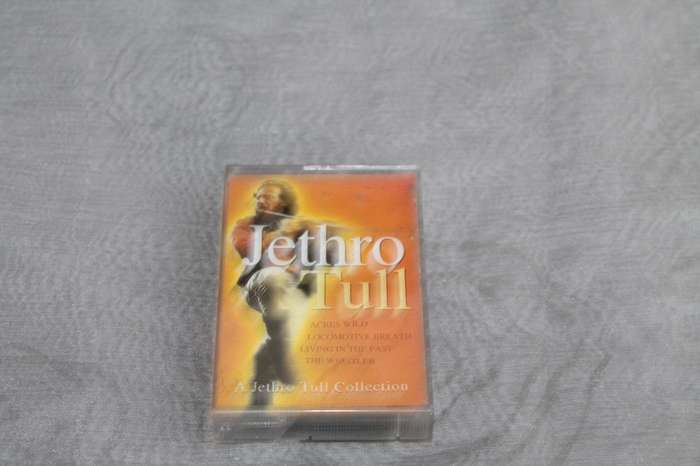 Jethro
Tull
ACRES WILD
LOCOMOTIVE BREATH
LIVING IN THE PAST
THE WHISTLER
A Jethro Tull Collection